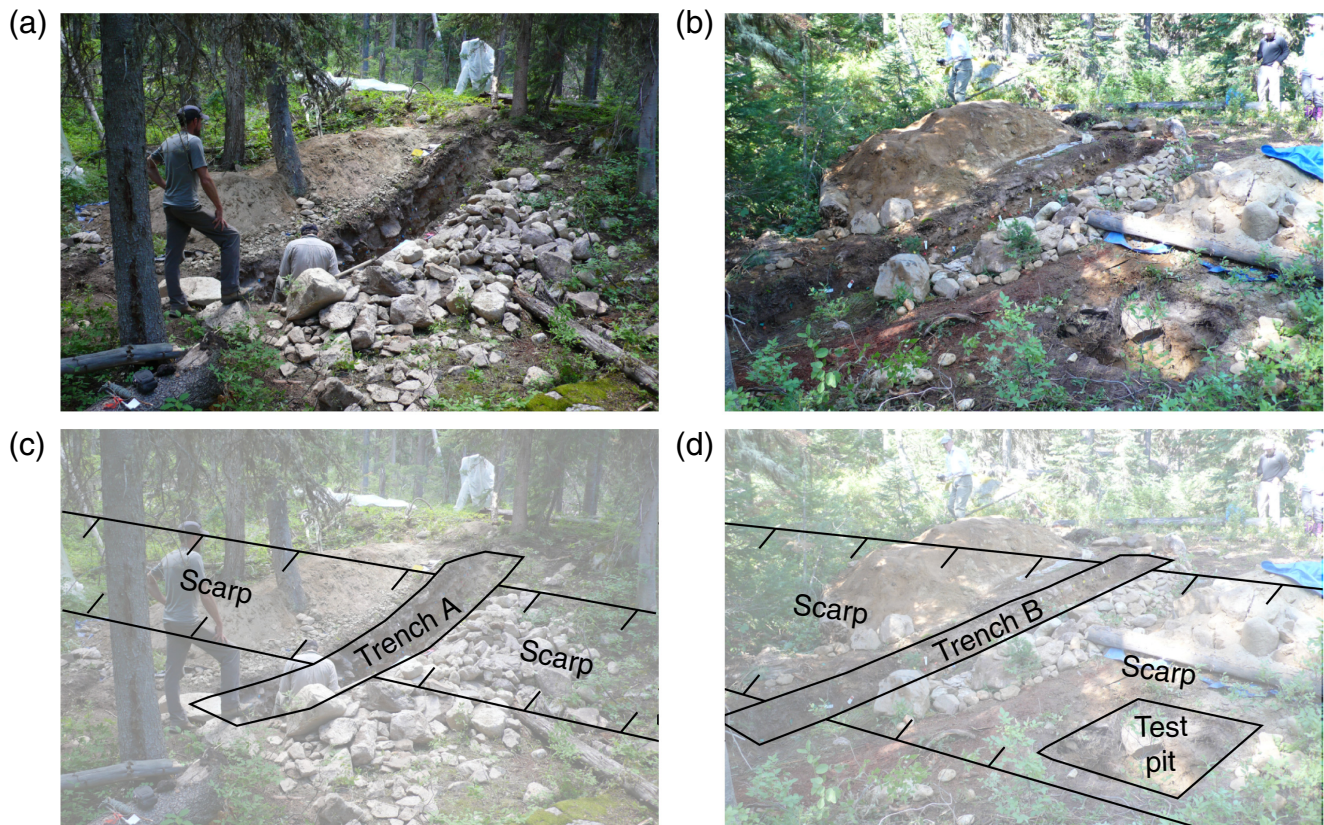 (a)
(b)
(c)
Scarp
Trench A
Scarp
(d)
Scarp
Trench B
Scarp
Test
pit